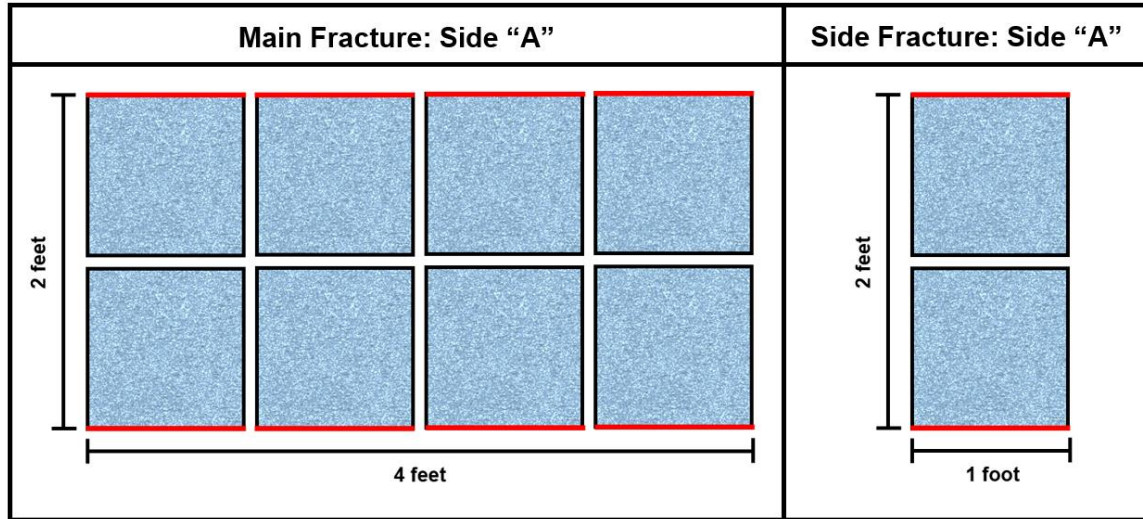 Main Fracture: Side “A”
Side Fracture: Side “A”
2 feet
4 feet
2 feet
1 foot